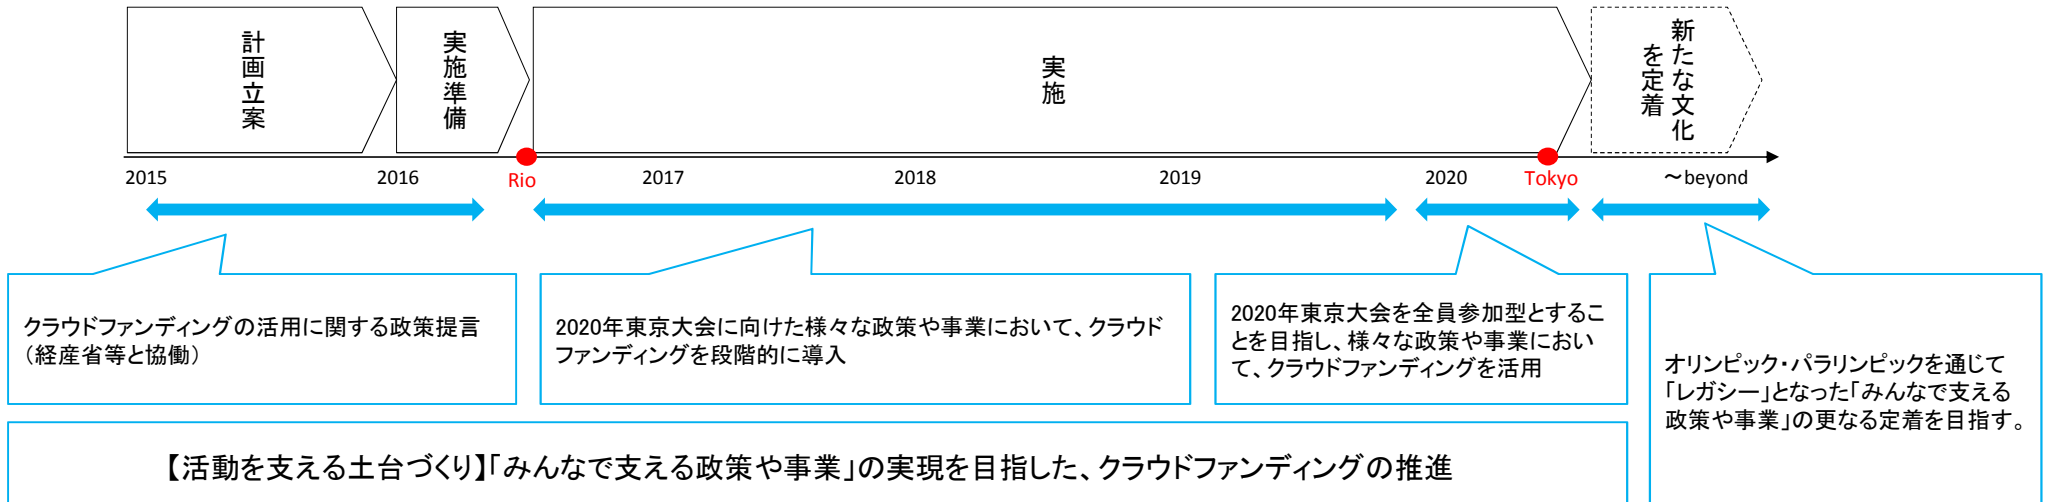 計画立案
実施準備
実施
新たな文化
を定着
2015
2016
Rio
2017
2018
2019
2020
Tokyo
～beyond
クラウドファンディングの活用に関する政策提言
（経産省等と協働）
2020年東京大会に向けた様々な政策や事業において、クラウド
ファンディングを段階的に導入
2020年東京大会を全員参加型とするこ
とを目指し、様々な政策や事業におい
て、クラウドファンディングを活用
オリンピック・パラリンピックを通じて
「レガシー」となった「みんなで支える
政策や事業」の更なる定着を目指す。
【活動を支える土台づくり】「みんなで支える政策や事業」の実現を目指した、クラウドファンディングの推進